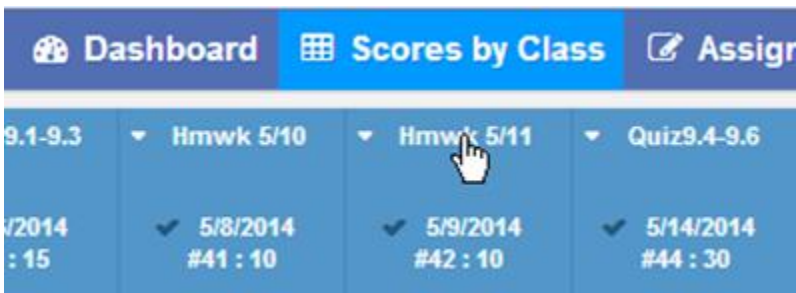 Dashboard Scores by Class Assign
9.1-9.3 Hmwk 5/10 Hmwk 5/11 Quiz9.4-9.6
/2014 5/8/2014 5/9/2014 5/14/2014
: 15 #41 : 10 #42 : 10 #44 : 30